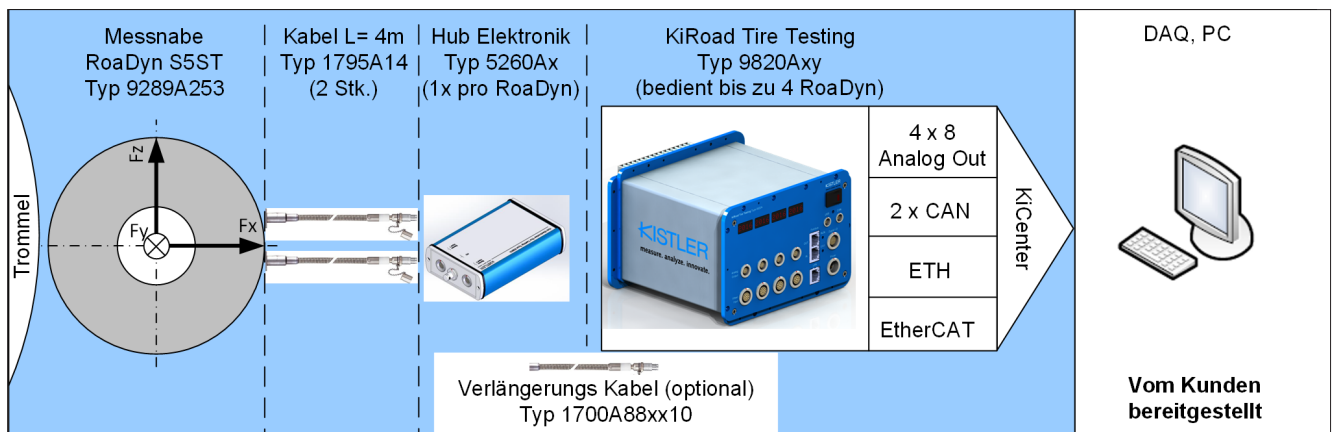 Messnabe
RoaDyn S5ST
Typ 9289A253
Kabel L= 4m
Typ 1795A14
(2 Stk.)
Hub Elektronik
Typ 5260Ax
(1x pro RoaDyn)
KiRoad Tire Testing
Typ 9820Axy
(bedient bis zu 4 RoaDyn)
DAQ, PC
Trommel
Fz
Fy
Fx
KISTLER
measure. analyze. innovate.
KISTLER
4 x 8
Analog Out
2 x CAN
ETH
EtherCAT
KiCenter
Verlängerungs Kabel (optional)
Typ 1700A88xx10
Vom Kunden
bereitgestellt